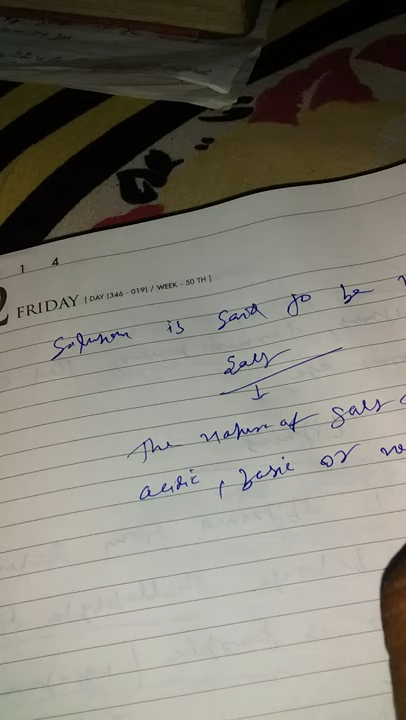 1 4
2 FRIDAY [ DAY (346 - 019) / WEEK - 50 TH ]
Solution is said to be
Salt
↓
The nature of salt
acidic, basic or